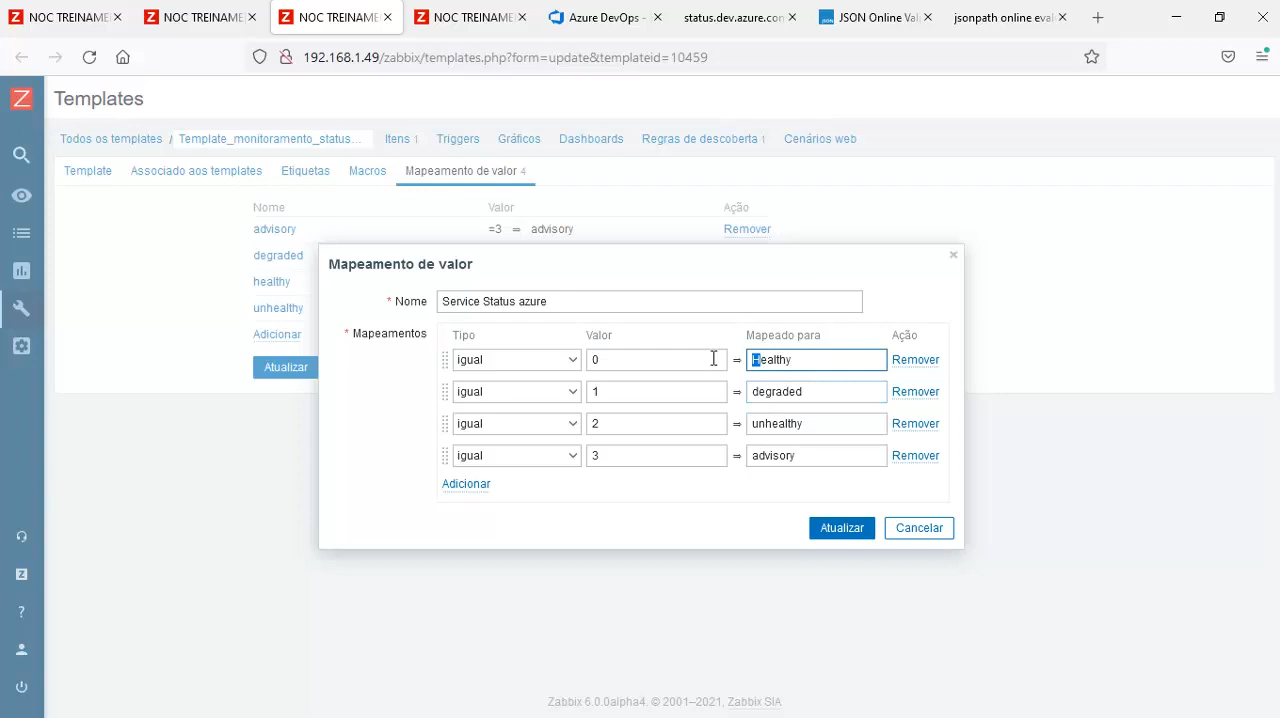 NOC TREINAME
NOC TREINAME
NOC TREINAME
NOC TREINAME
Azure DevOps -
status.dev.azure.con
JSON Online Vali
jsonpath online eval
192.168.1.49/zabbix/templates.php?form=update&templateid=10459
Templates
Todos os templates / Template_monitoramento_status... Itens 1 Triggers Gráficos Dashboards Regras de descoberta 1 Cenários web
Template Associado aos templates Etiquetas Macros Mapeamento de valor 4
Nome Valor Ação
advisory =3 ⇒ advisory Remover
degraded
healthy
unhealthy
Adicionar
Atualizar
Mapeamento de valor
* Nome Service Status azure
* Mapeamentos Tipo Valor Mapeado para Ação
igual 0 ⇒ Healthy Remover
igual 1 ⇒ degraded Remover
igual 2 ⇒ unhealthy Remover
igual 3 ⇒ advisory Remover
Adicionar
Atualizar Cancelar
Zabbix 6.0.0alpha4. © 2001–2021, Zabbix SIA